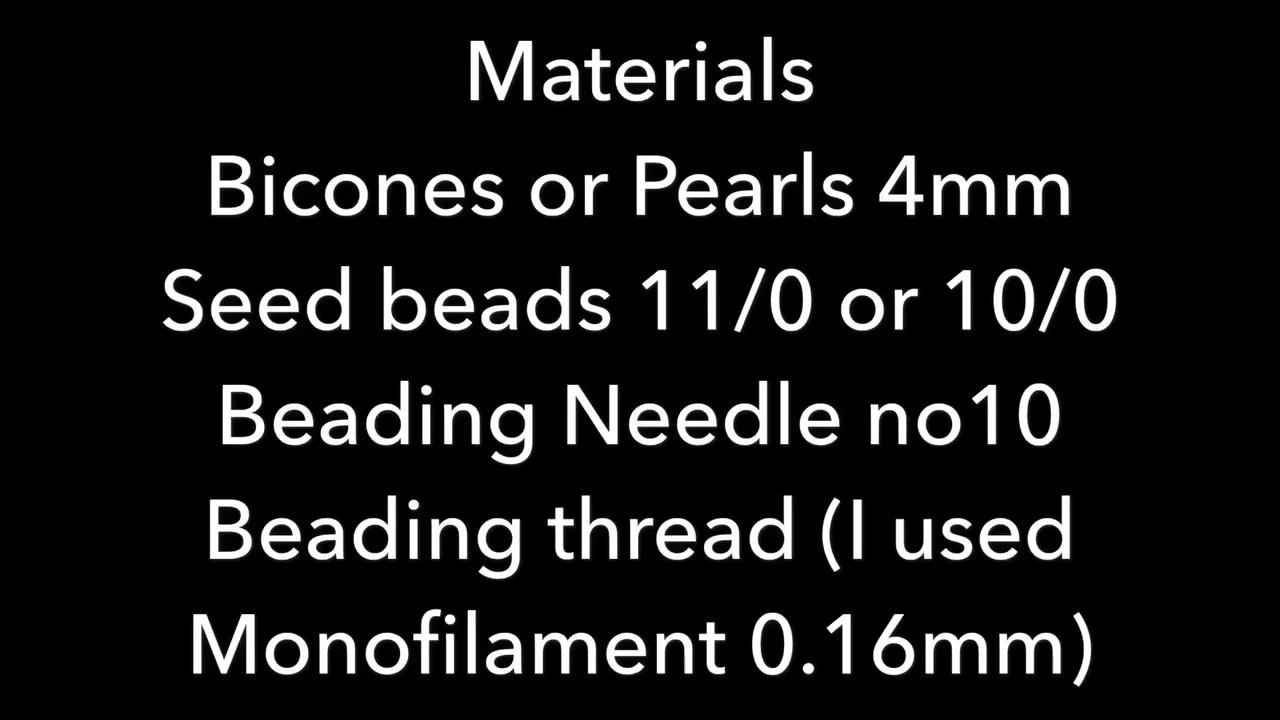 Materials
Bicones or Pearls 4mm
Seed beads 11/0 or 10/0
Beading Needle no10
Beading thread (I used
Monofilament 0.16mm)